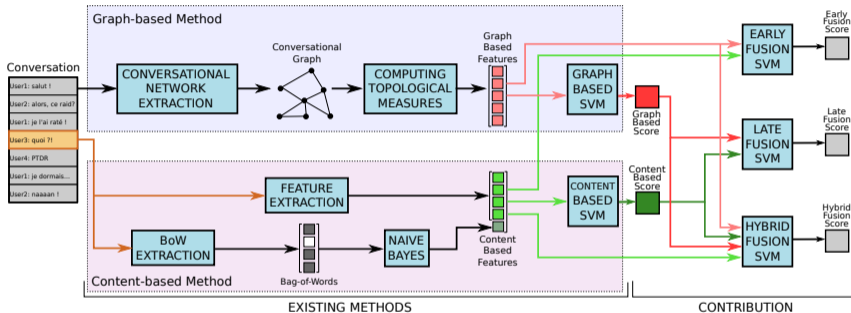 Graph-based Method
Conversation
User1: salut !
User2: alors, ce raid?
User1: je l'ai raté !
User3: quoi ?!
User4: PTDR
User1: je dormais...
User2: naaaan !
CONVERSATIONAL
NETWORK
EXTRACTION
Conversational
Graph
COMPUTING
TOPOLOGICAL
MEASURES
Graph
Based
Features
GRAPH
BASED
SVM
Graph
Based
Score
FEATURE
EXTRACTION
BoW
EXTRACTION
Bag-of-Words
NAIVE
BAYES
Content
Based
Features
CONTENT
BASED
SVM
Content
Based
Score
Content-based Method
EARLY
FUSION
SVM
Early
Fusion
Score
LATE
FUSION
SVM
Late
Fusion
Score
HYBRID
FUSION
SVM
Hybrid
Fusion
Score
EXISTING METHODS
CONTRIBUTION